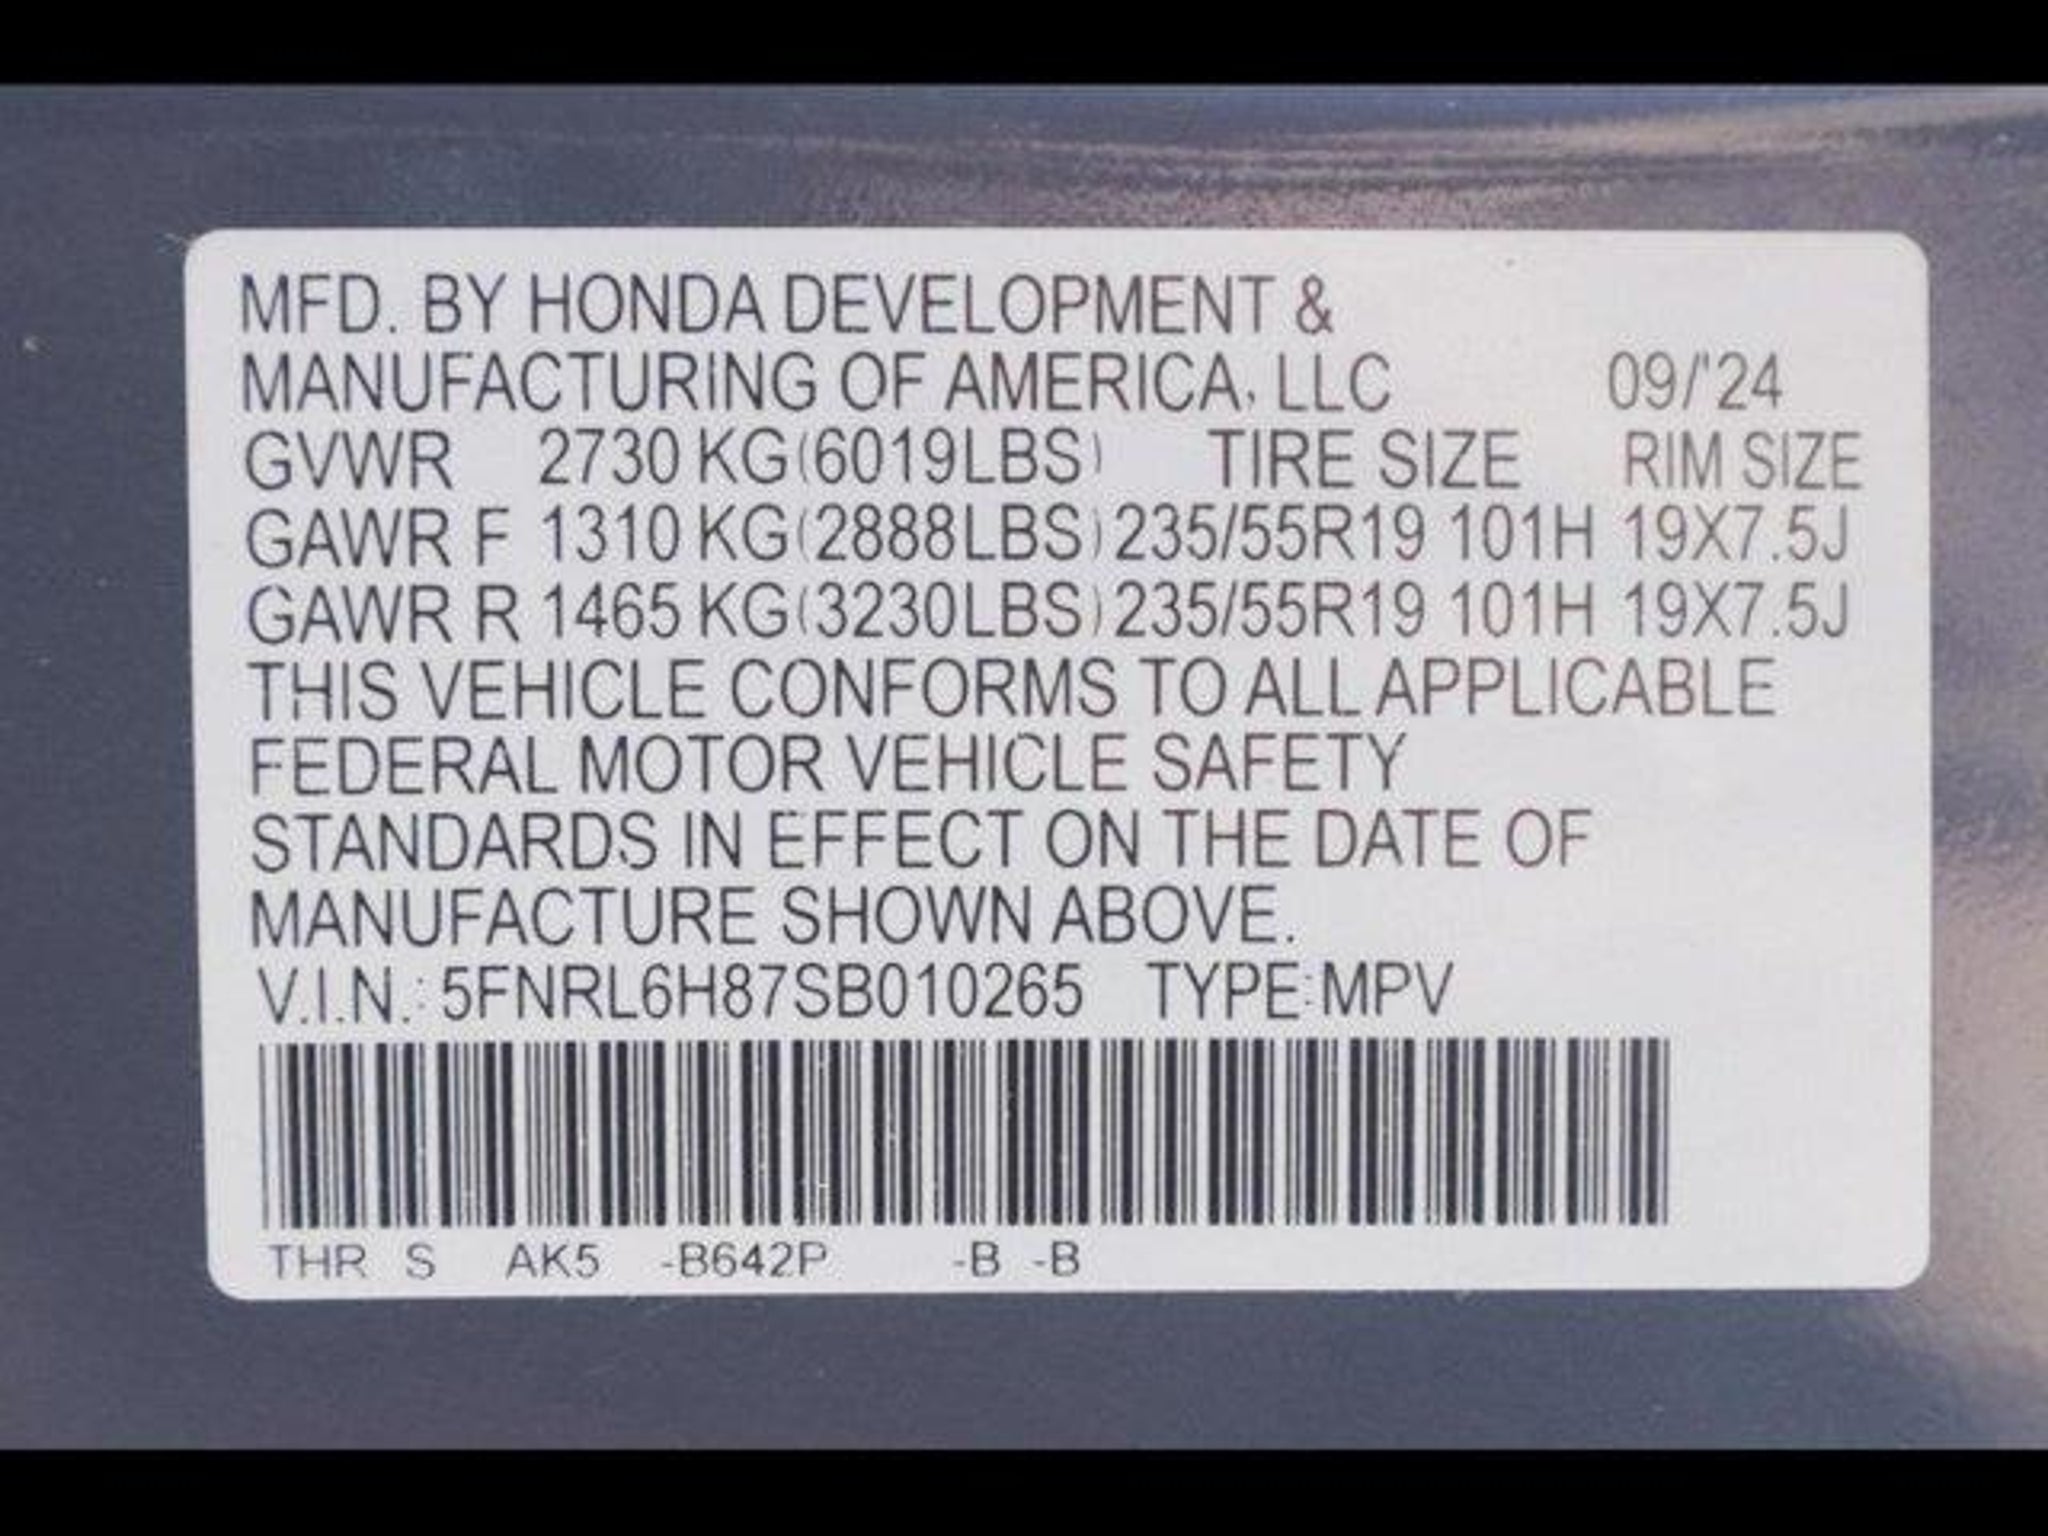 MFD. BY HONDA DEVELOPMENT &
MANUFACTURING OF AMERICA, LLC 09/'24
GVWR 2730 KG(6019LBS) TIRE SIZE RIM SIZE
GAWR F 1310 KG(2888LBS) 235/55R19 101H 19X7.5J
GAWR R 1465 KG(3230LBS) 235/55R19 101H 19X7.5J
THIS VEHICLE CONFORMS TO ALL APPLICABLE
FEDERAL MOTOR VEHICLE SAFETY
STANDARDS IN EFFECT ON THE DATE OF
MANUFACTURE SHOWN ABOVE.
V.I.N.: 5FNRL6H87SB010265 TYPE:MPV
THR S AK5 -B642P -B -B